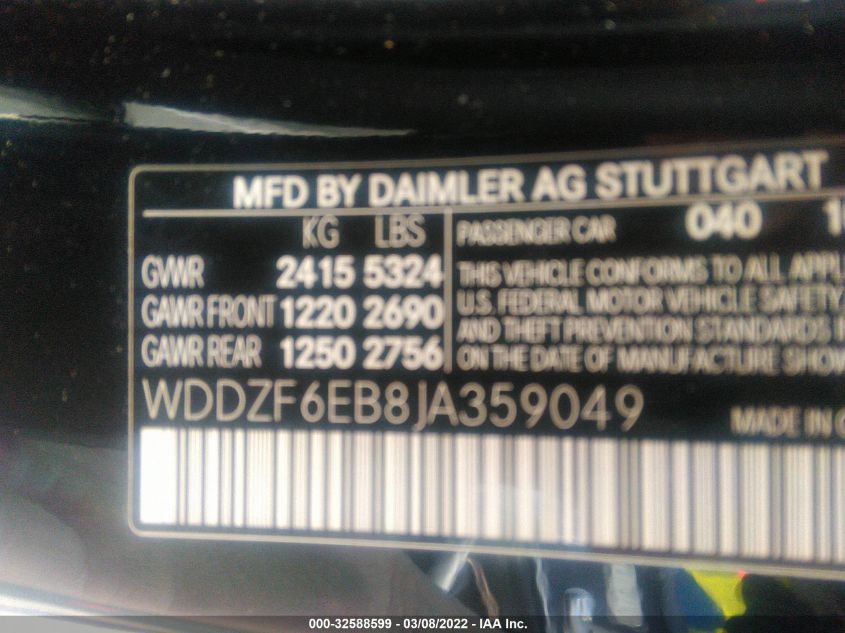 MFD BY DAIMLER AG STUTTGART
KG LBS
GVWR 2415 5324
GAWR FRONT 1220 2690
GAWR REAR 1250 2756
PASSENGER CAR 040
THIS VEHICLE CONFORMS TO ALL
U.S. FEDERAL MOTOR VEHICLE SAFETY
AND THEFT PREVENTION STANDARDS
ON THE DATE OF MANUFACTURE
WDDZF6EB8JA359049
MADE IN
000-32588599 - 03/08/2022 - IAA Inc.